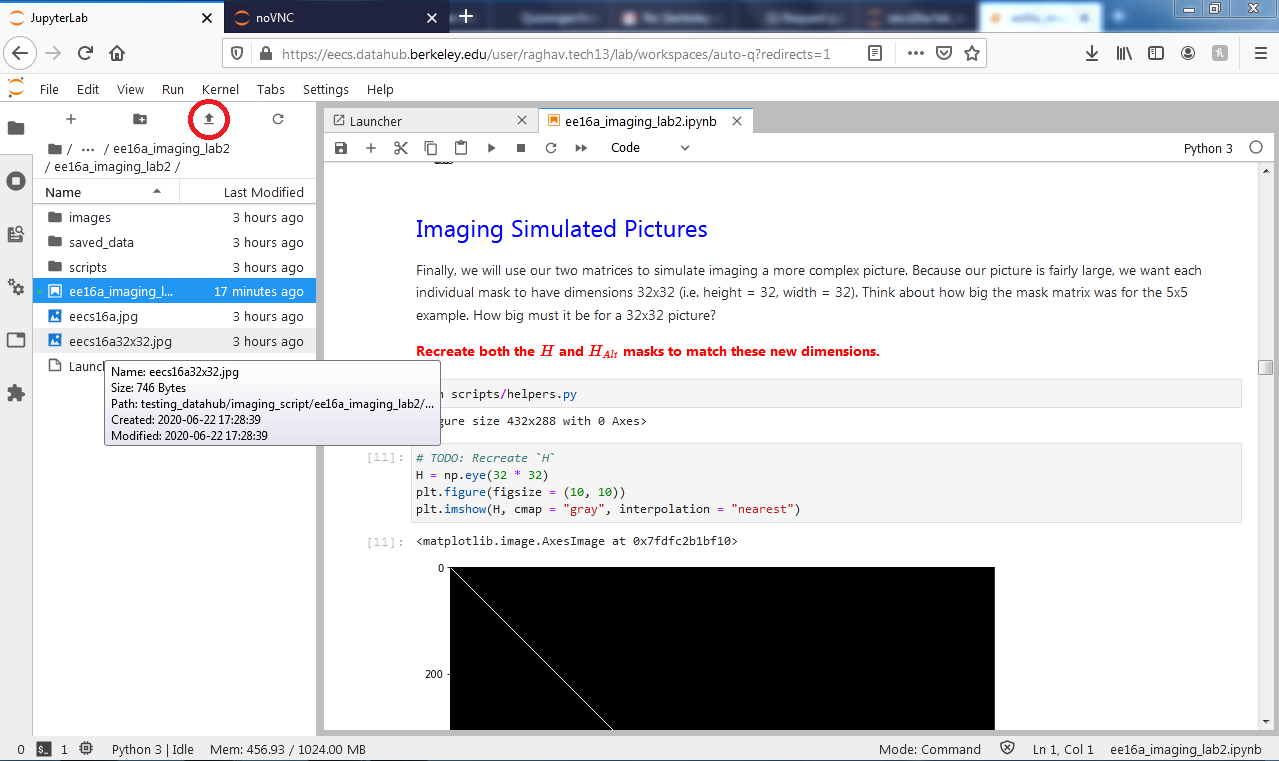 JupyterLab
noVNC
https://eecs.datahub.berkeley.edu/user/raghav.tech13/lab/workspaces/auto-q?redirects=1
File Edit View Run Kernel Tabs Settings Help
/ ... / ee16a_imaging_lab2
/ ee16a_imaging_lab2 /
Name Last Modified
images 3 hours ago
saved_data 3 hours ago
scripts 3 hours ago
ee16a_imaging_l... 17 minutes ago
eecs16a.jpg 3 hours ago
eecs16a32x32.jpg 3 hours ago
Name: eecs16a32x32.jpg
Size: 746 Bytes
Path: testing_datahub/imaging_script/ee16a_imaging_lab2/...
Created: 2020-06-22 17:28:39
Modified: 2020-06-22 17:28:39
Launcher
ee16a_imaging_lab2.ipynb
Code
Python 3
Imaging Simulated Pictures
Finally, we will use our two matrices to simulate imaging a more complex picture. Because our picture is fairly large, we want each
individual mask to have dimensions 32x32 (i.e. height = 32, width = 32). Think about how big the mask matrix was for the 5x5
example. How big must it be for a 32x32 picture?
Recreate both the H and H_Alt masks to match these new dimensions.
scripts/helpers.py
size 432x288 with 0 Axes>
[11]: # TODO: Recreate `H`
H = np.eye(32 * 32)
plt.figure(figsize = (10, 10))
plt.imshow(H, cmap = "gray", interpolation = "nearest")
[11]: <matplotlib.image.AxesImage at 0x7fdfc2b1bf10>
0
200
0 1 Python 3 | Idle Mem: 456.93 / 1024.00 MB Mode: Command Ln 1, Col 1 ee16a_imaging_lab2.ipynb